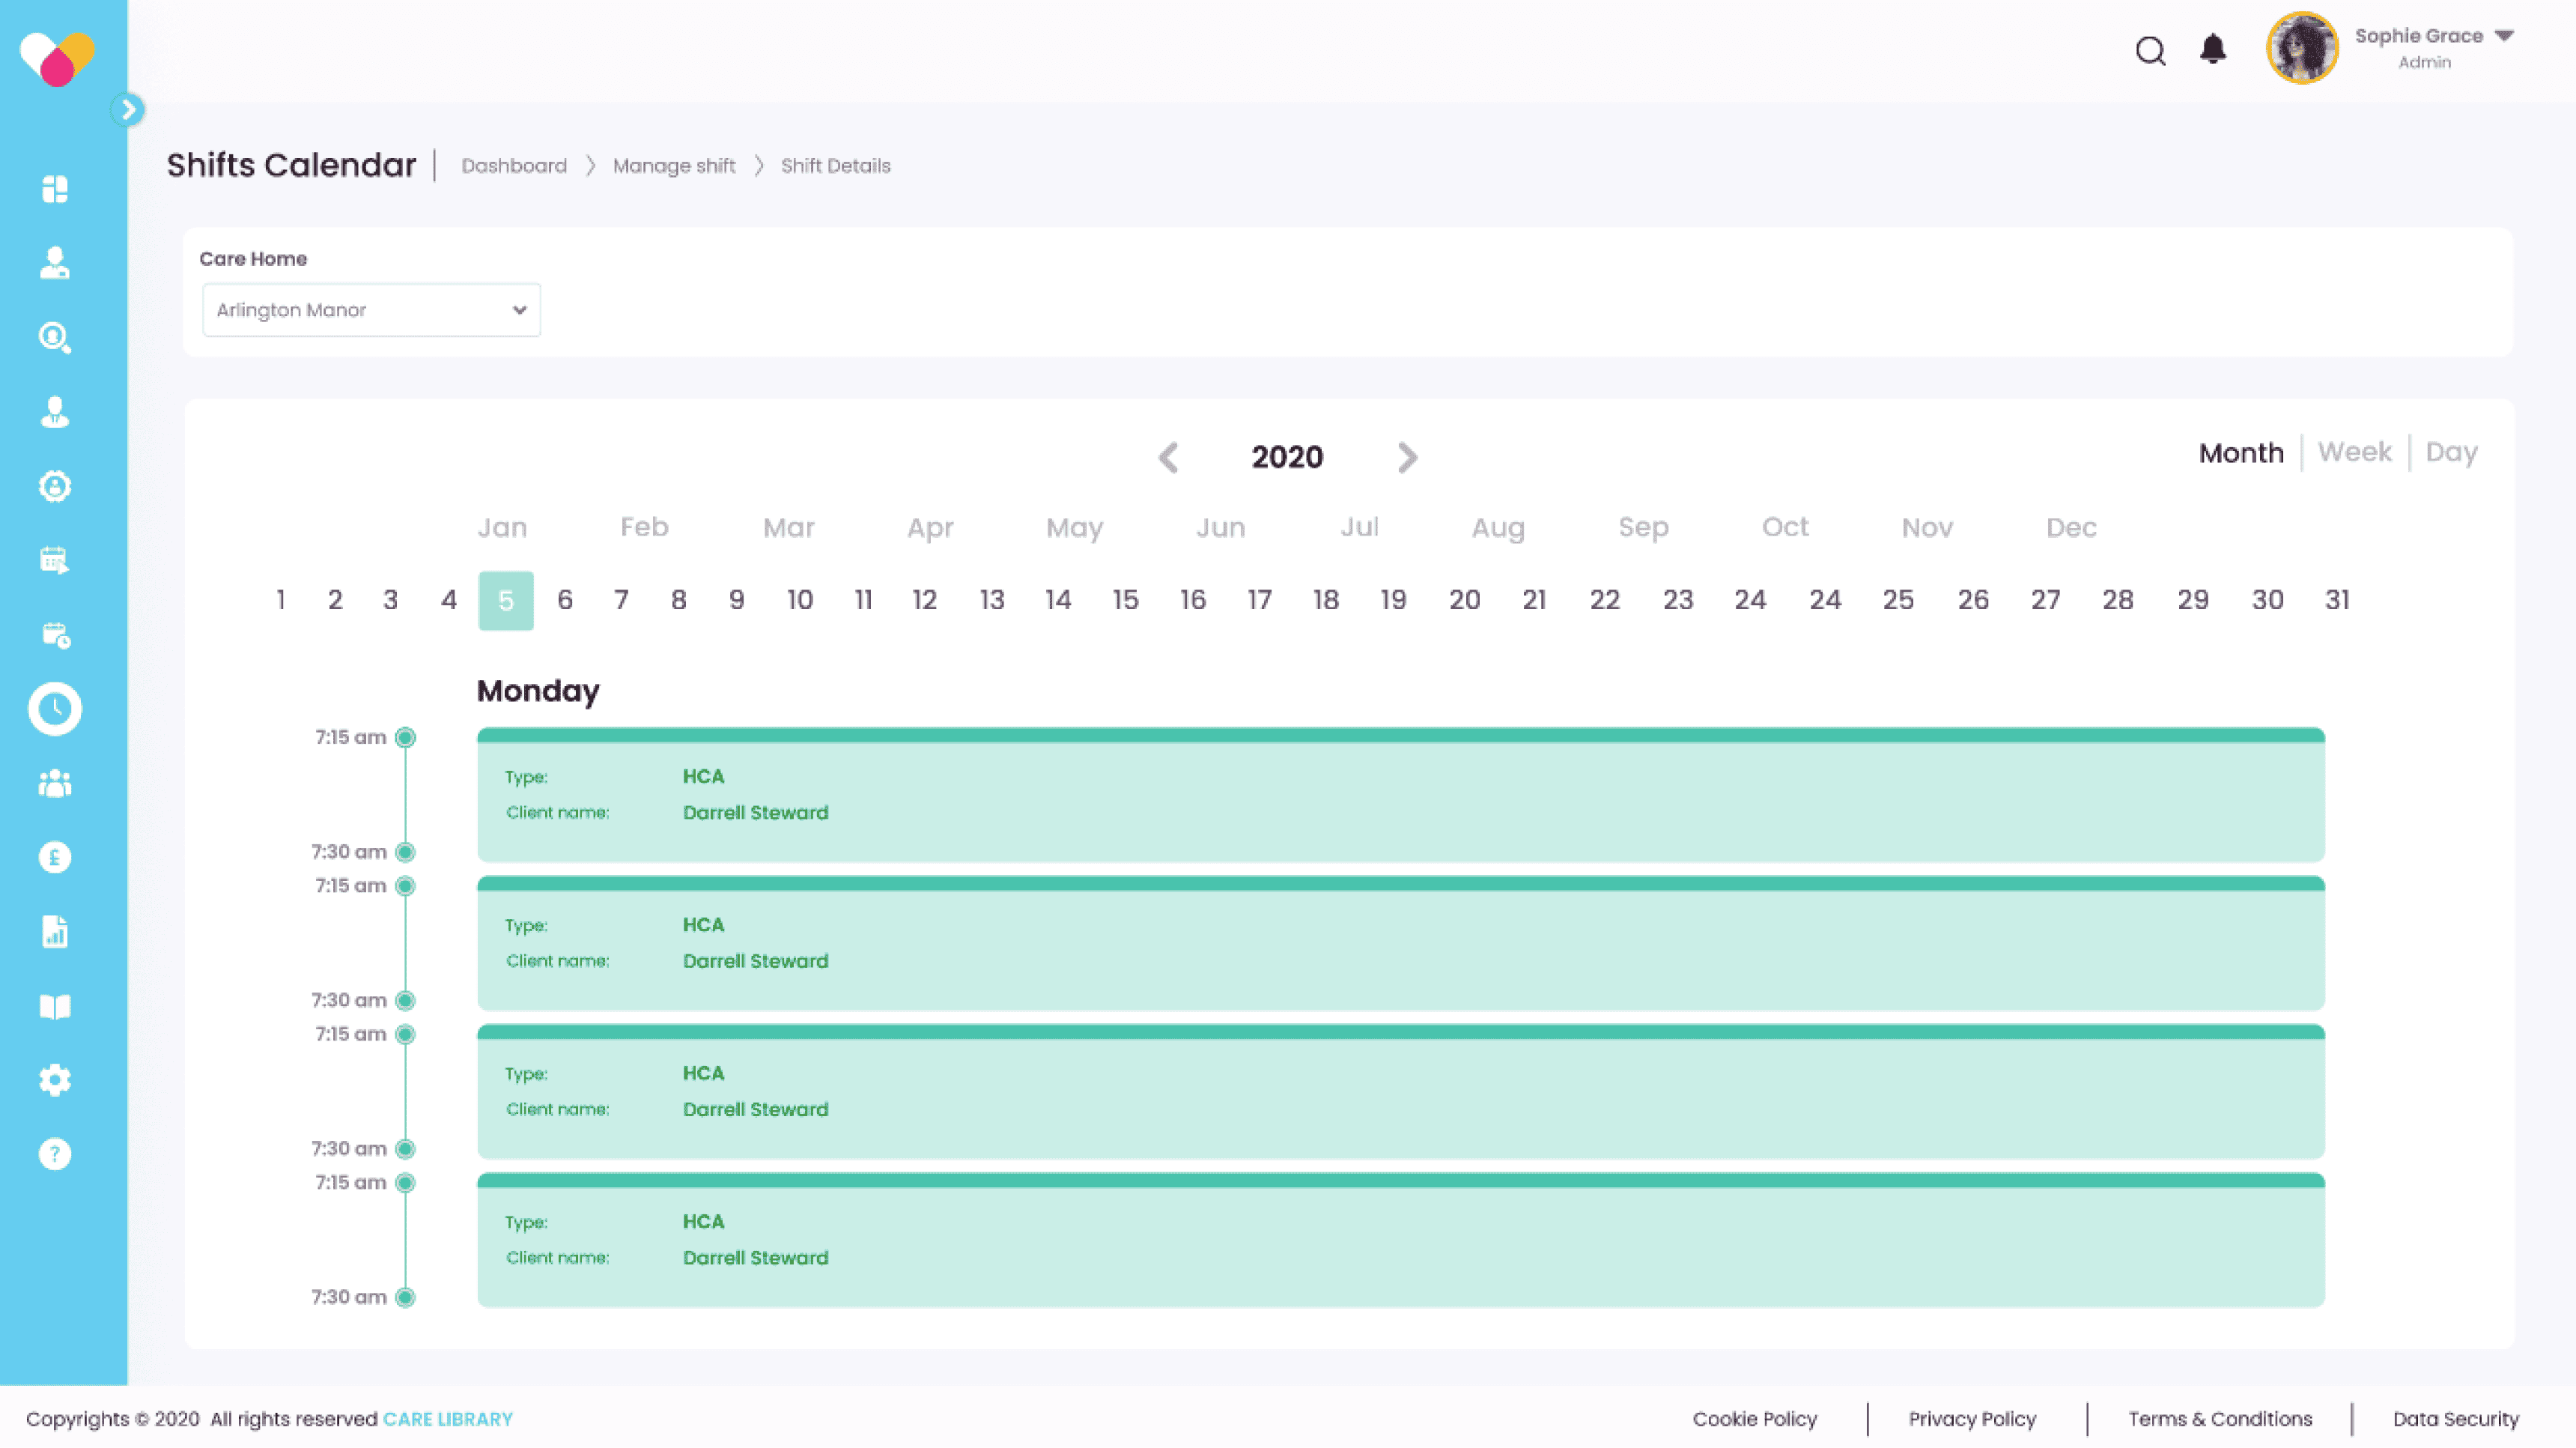 Sophie Grace
Admin
Shifts Calendar
Dashboard > Manage shift > Shift Details
Care Home
Arlington Manor
2020
Month Week Day
Jan Feb Mar Apr May Jun Jul Aug Sep Oct Nov Dec
1 2 3 4 5 6 7 8 9 10 11 12 13 14 15 16 17 18 19 20 21 22 23 24 24 25 26 27 28 29 30 31
Monday
7:15 am
Type: HCA
Client name: Darrell Steward
7:30 am
7:15 am
Type: HCA
Client name: Darrell Steward
7:30 am
7:15 am
Type: HCA
Client name: Darrell Steward
7:30 am
7:15 am
Type: HCA
Client name: Darrell Steward
7:30 am
Copyrights © 2020 All rights reserved CARE LIBRARY
Cookie Policy | Privacy Policy | Terms & Conditions | Data Security